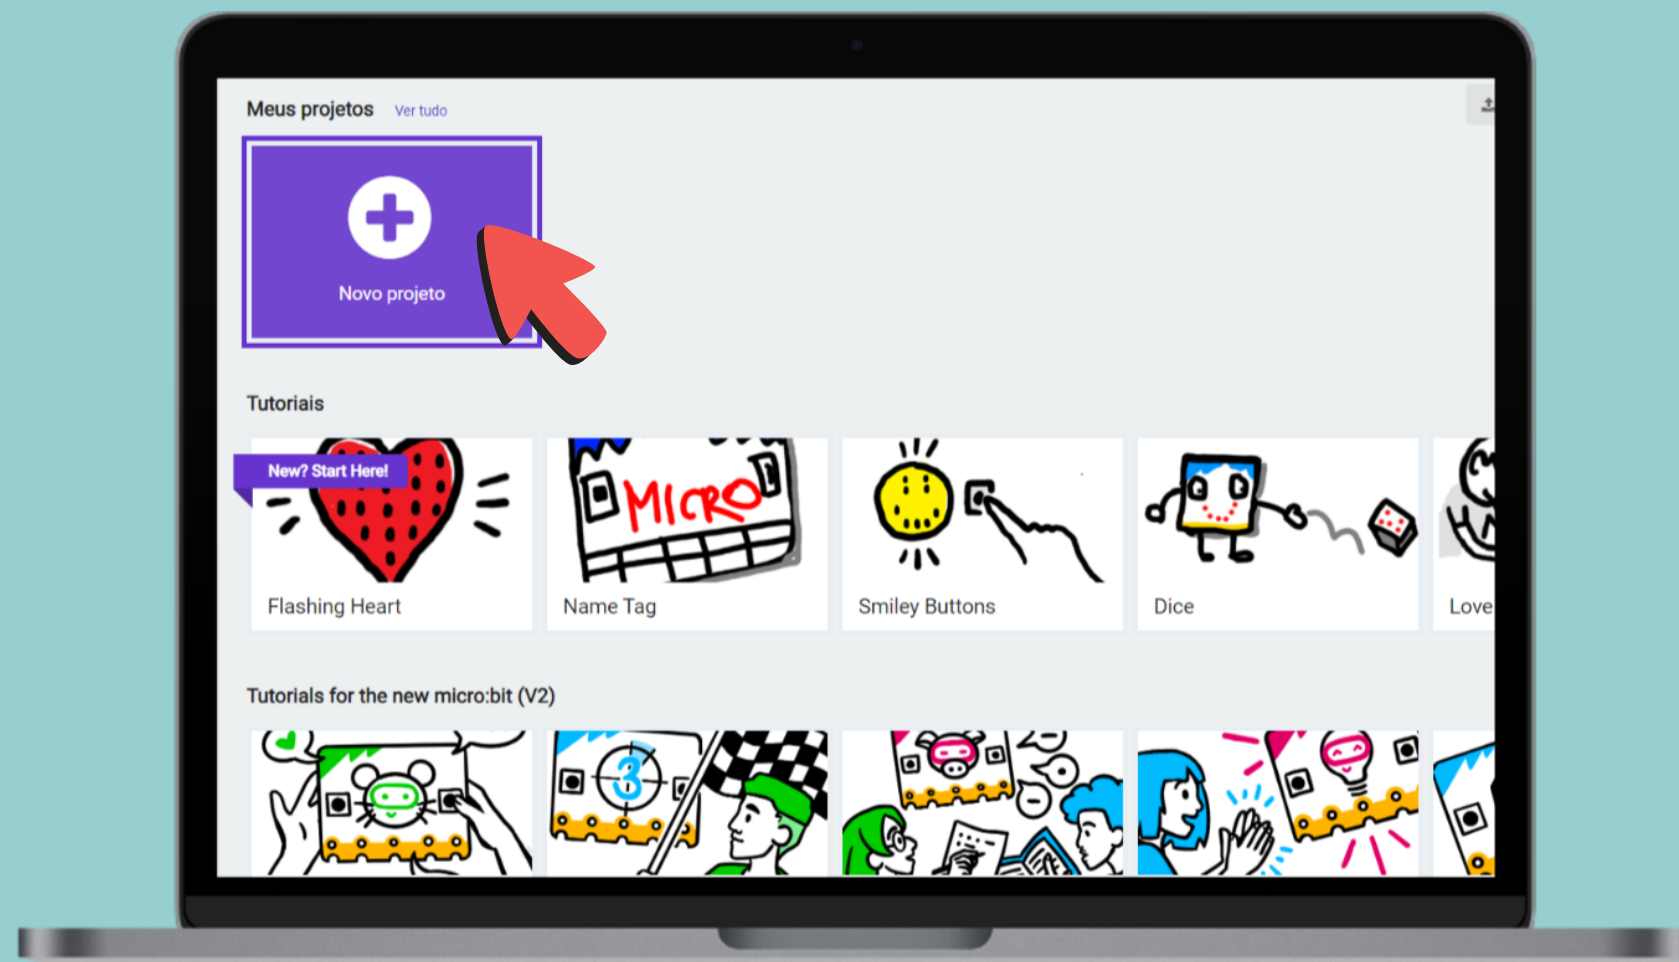 Meus projetos Ver tudo
Novo projeto
Tutoriais
New? Start Here!
MICRO
Flashing Heart
Name Tag
Smiley Buttons
Dice
Love
Tutorials for the new micro:bit (V2)
3